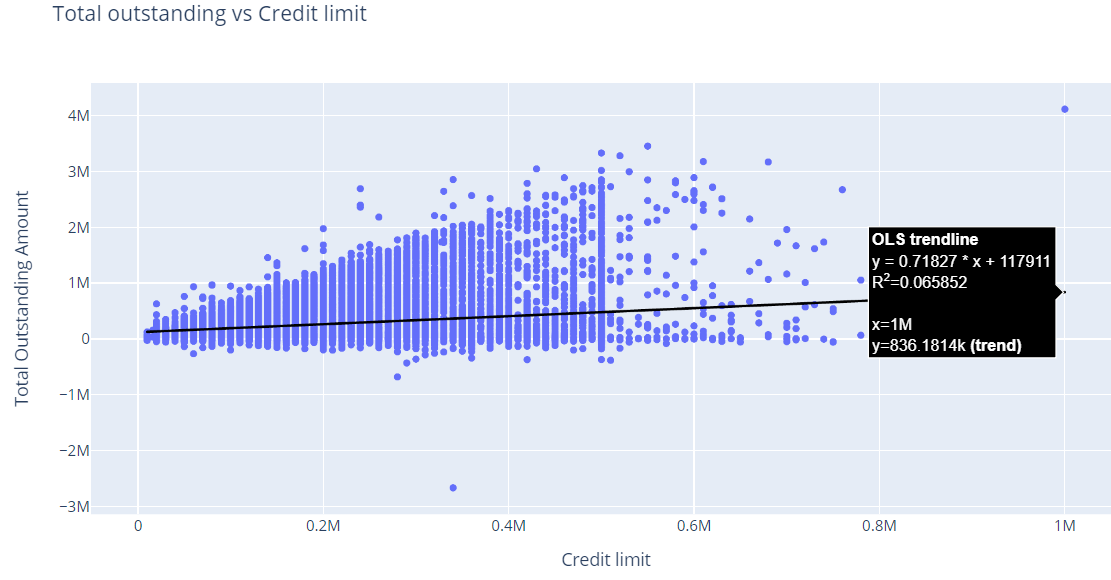 Total outstanding vs Credit limit
4M
3M
2M
1M
0
−1M
−2M
−3M
Total Outstanding Amount
OLS trendline
y = 0.71827 * x + 117911
R²=0.065852
x=1M
y=836.1814k (trend)
0
0.2M
0.4M
0.6M
0.8M
1M
Credit limit